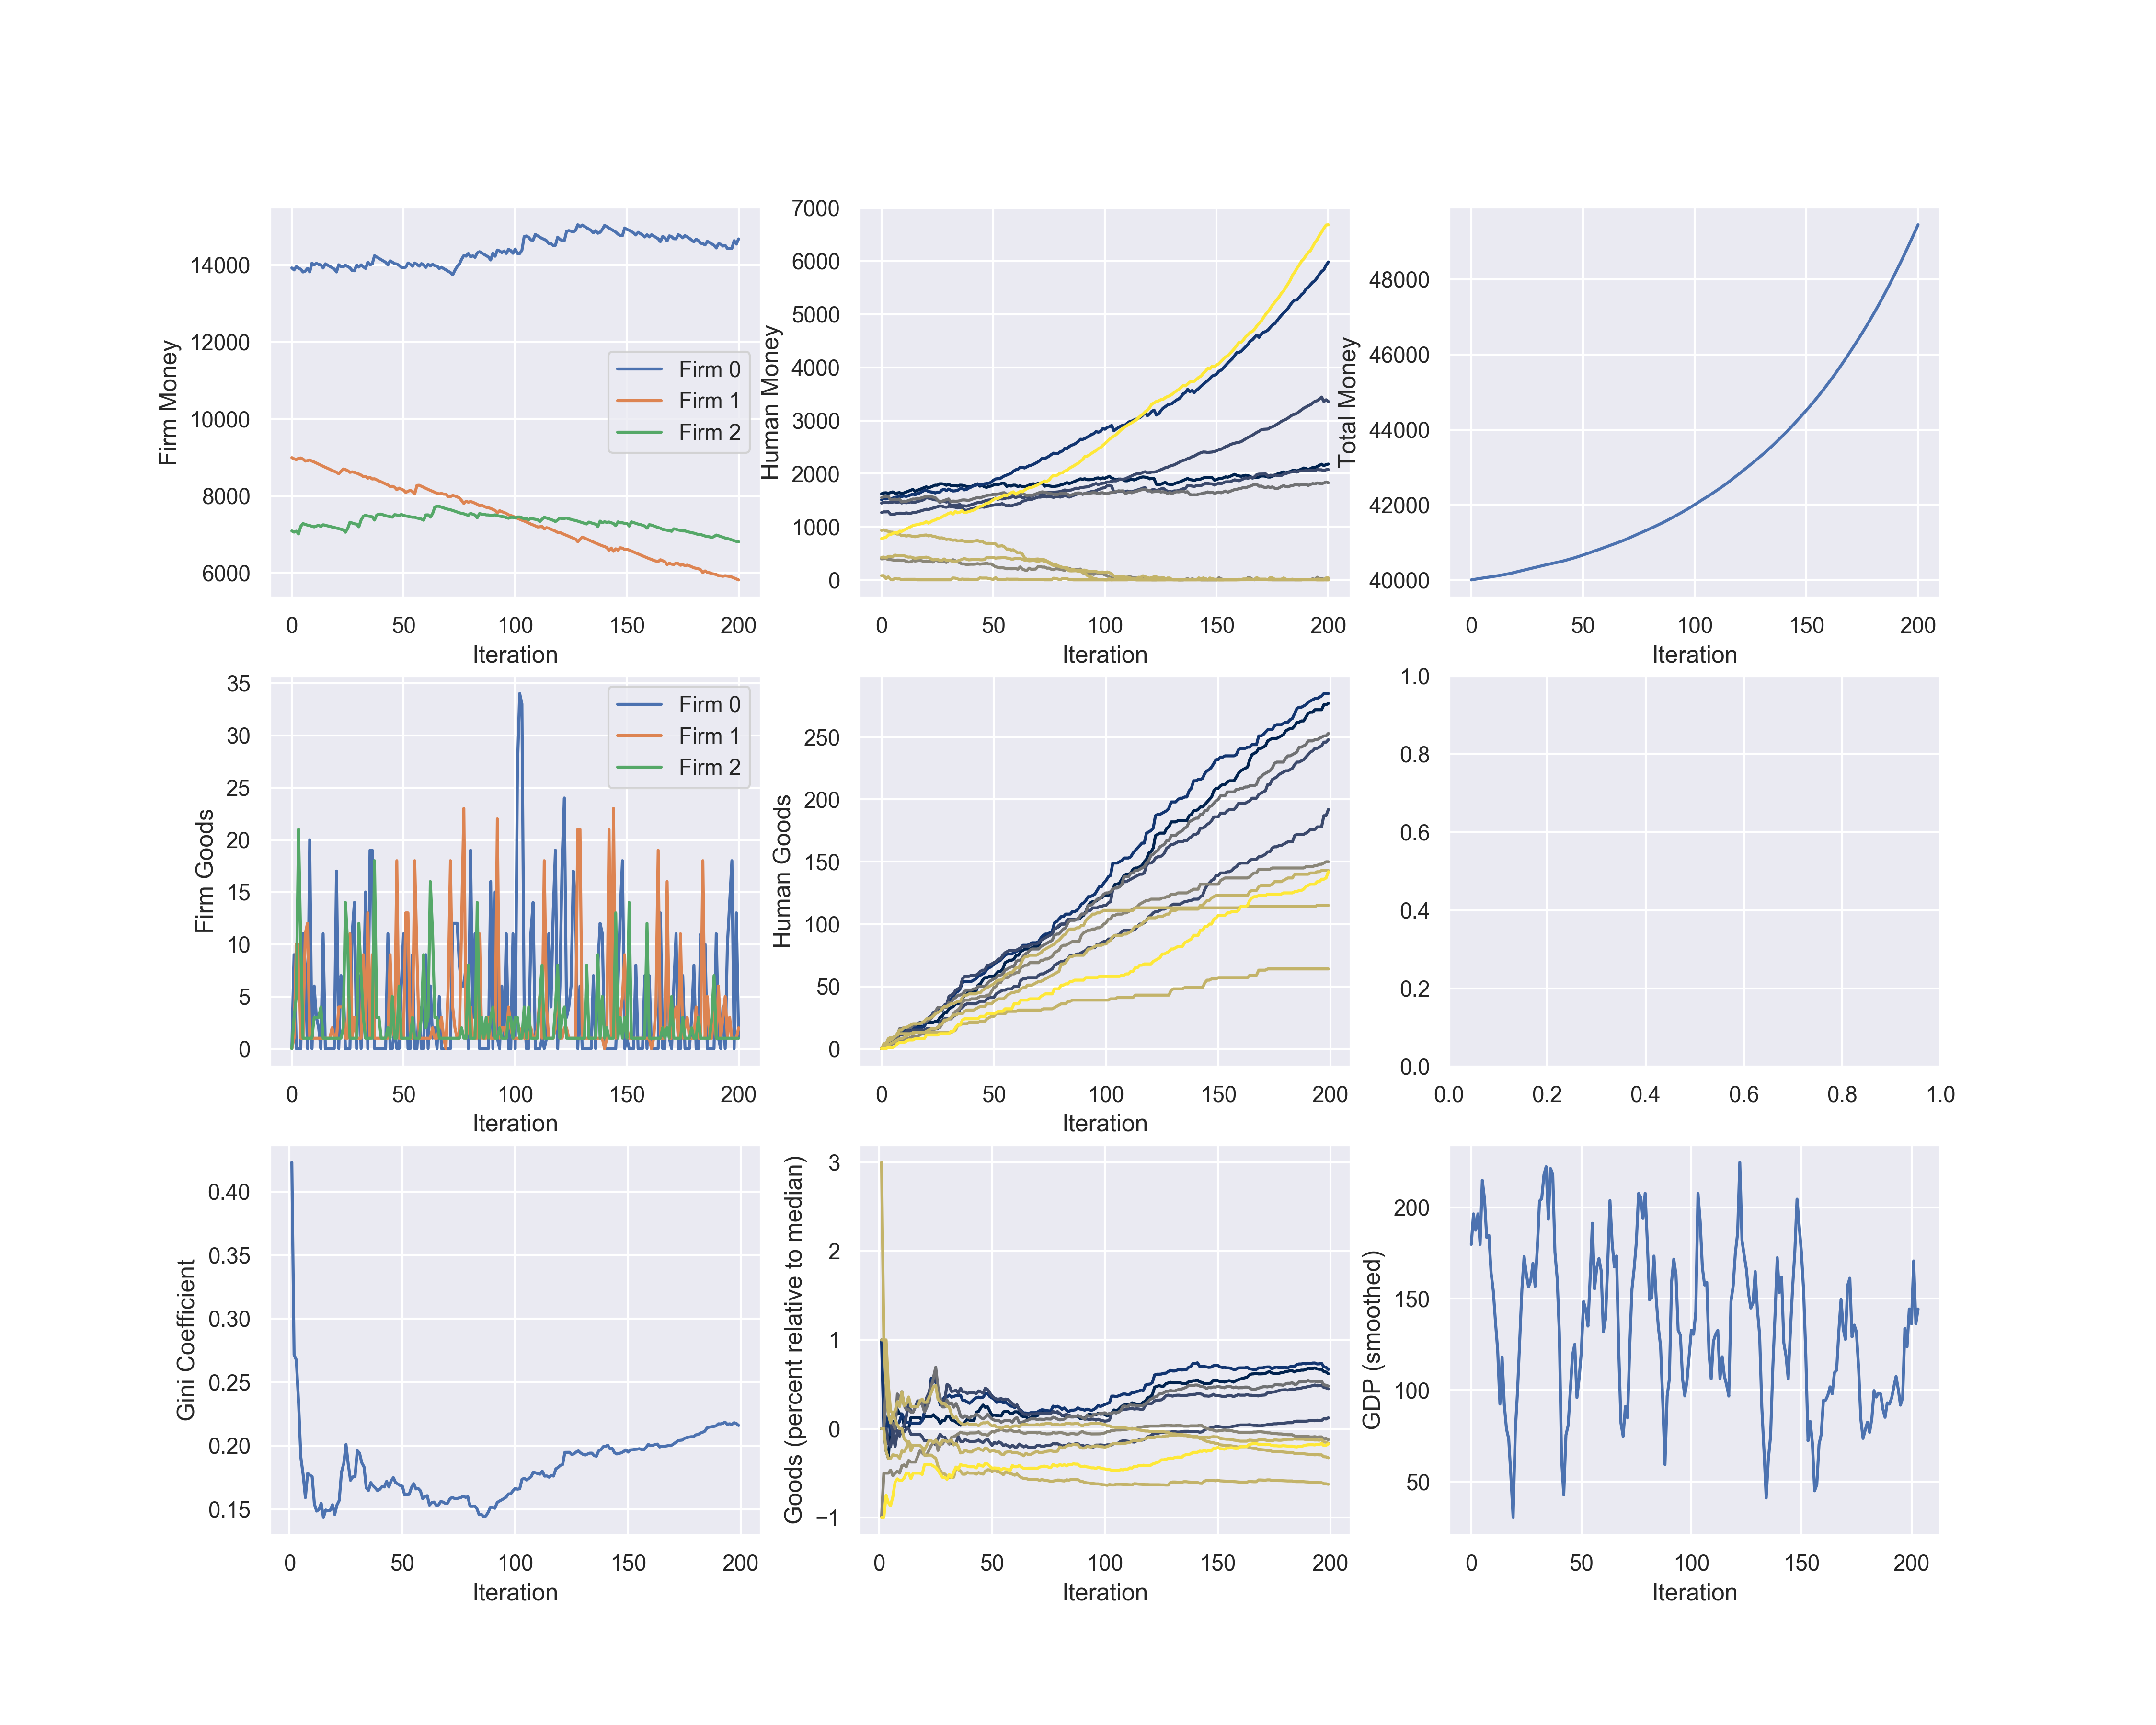 Firm Money
14000
12000
10000
8000
6000
Firm 0
Firm 1
Firm 2
0 50 100 150 200
Iteration
Human Money
7000
6000
5000
4000
3000
2000
1000
0
0 50 100 150 200
Iteration
Total Money
48000
46000
44000
42000
40000
0 50 100 150 200
Iteration
Firm Goods
35
30
25
20
15
10
5
0
Firm 0
Firm 1
Firm 2
0 50 100 150 200
Iteration
Human Goods
250
200
150
100
50
0
0 50 100 150 200
Iteration
1.0
0.8
0.6
0.4
0.2
0.0
0.0 0.2 0.4 0.6 0.8 1.0
Gini Coefficient
0.40
0.35
0.30
0.25
0.20
0.15
0 50 100 150 200
Iteration
Goods (percent relative to median)
3
2
1
0
−1
0 50 100 150 200
Iteration
GDP (smoothed)
200
150
100
50
0 50 100 150 200
Iteration